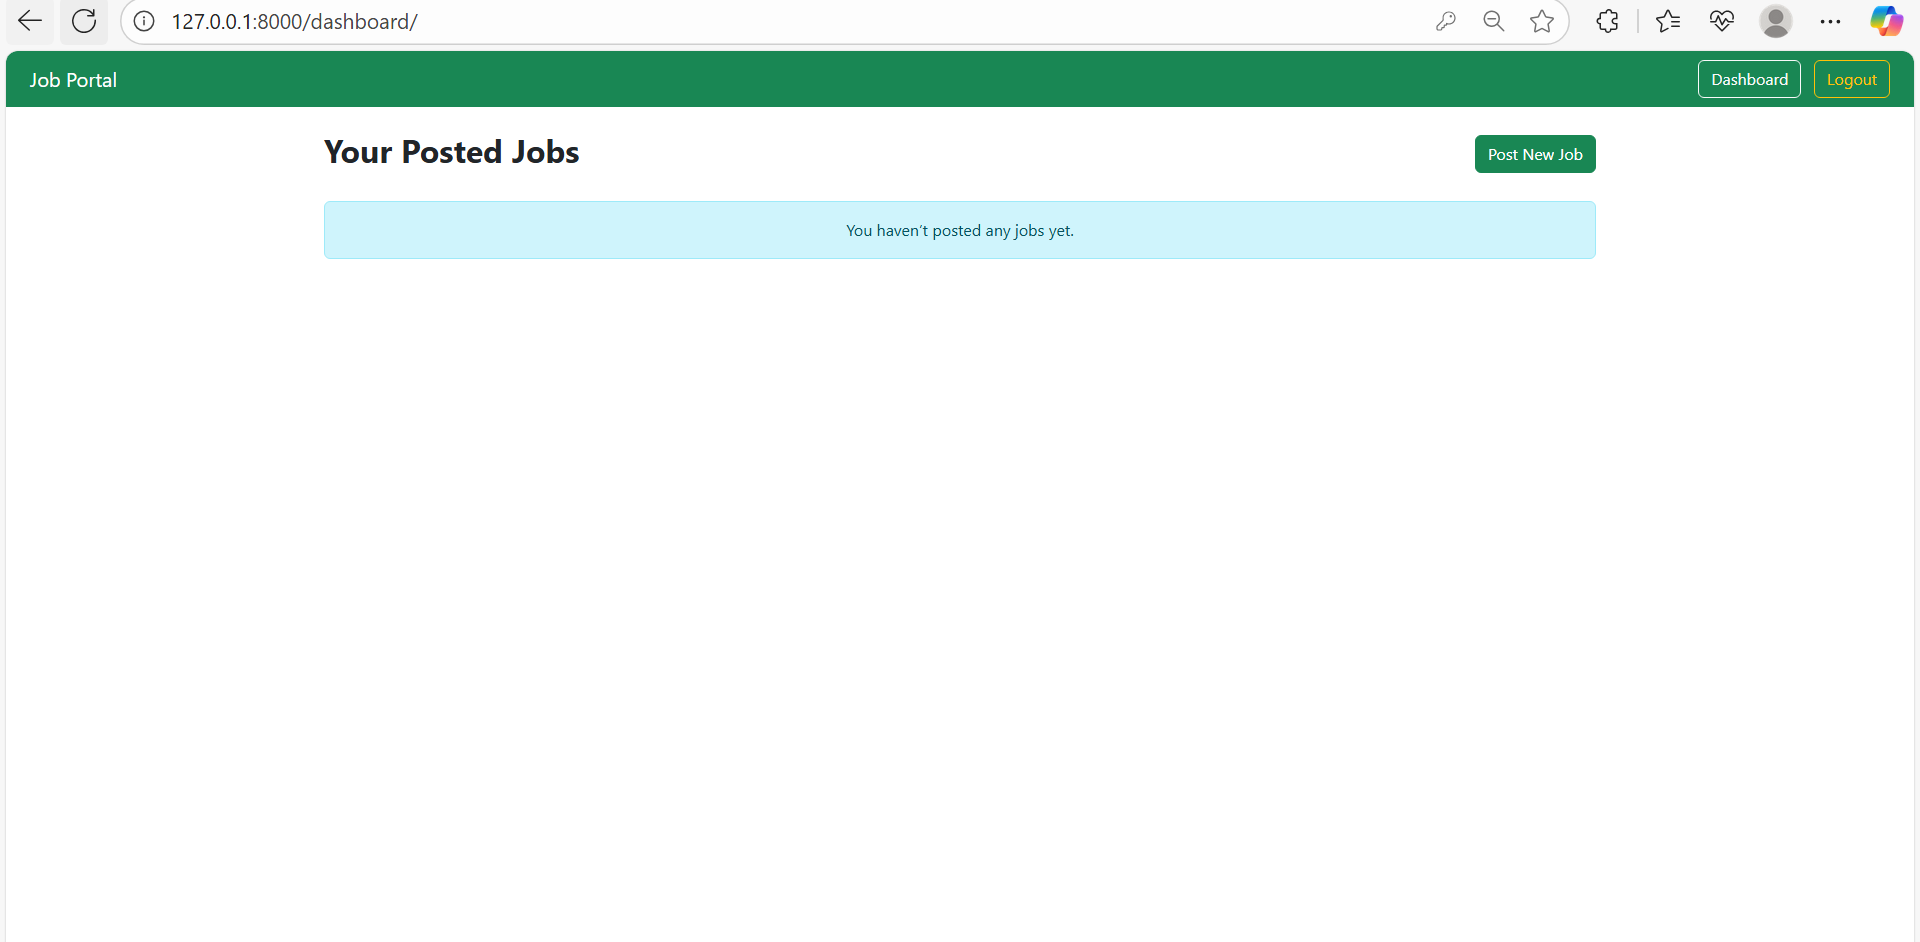 127.0.0.1:8000/dashboard/
Job Portal
Dashboard
Logout
Your Posted Jobs
Post New Job
You haven't posted any jobs yet.